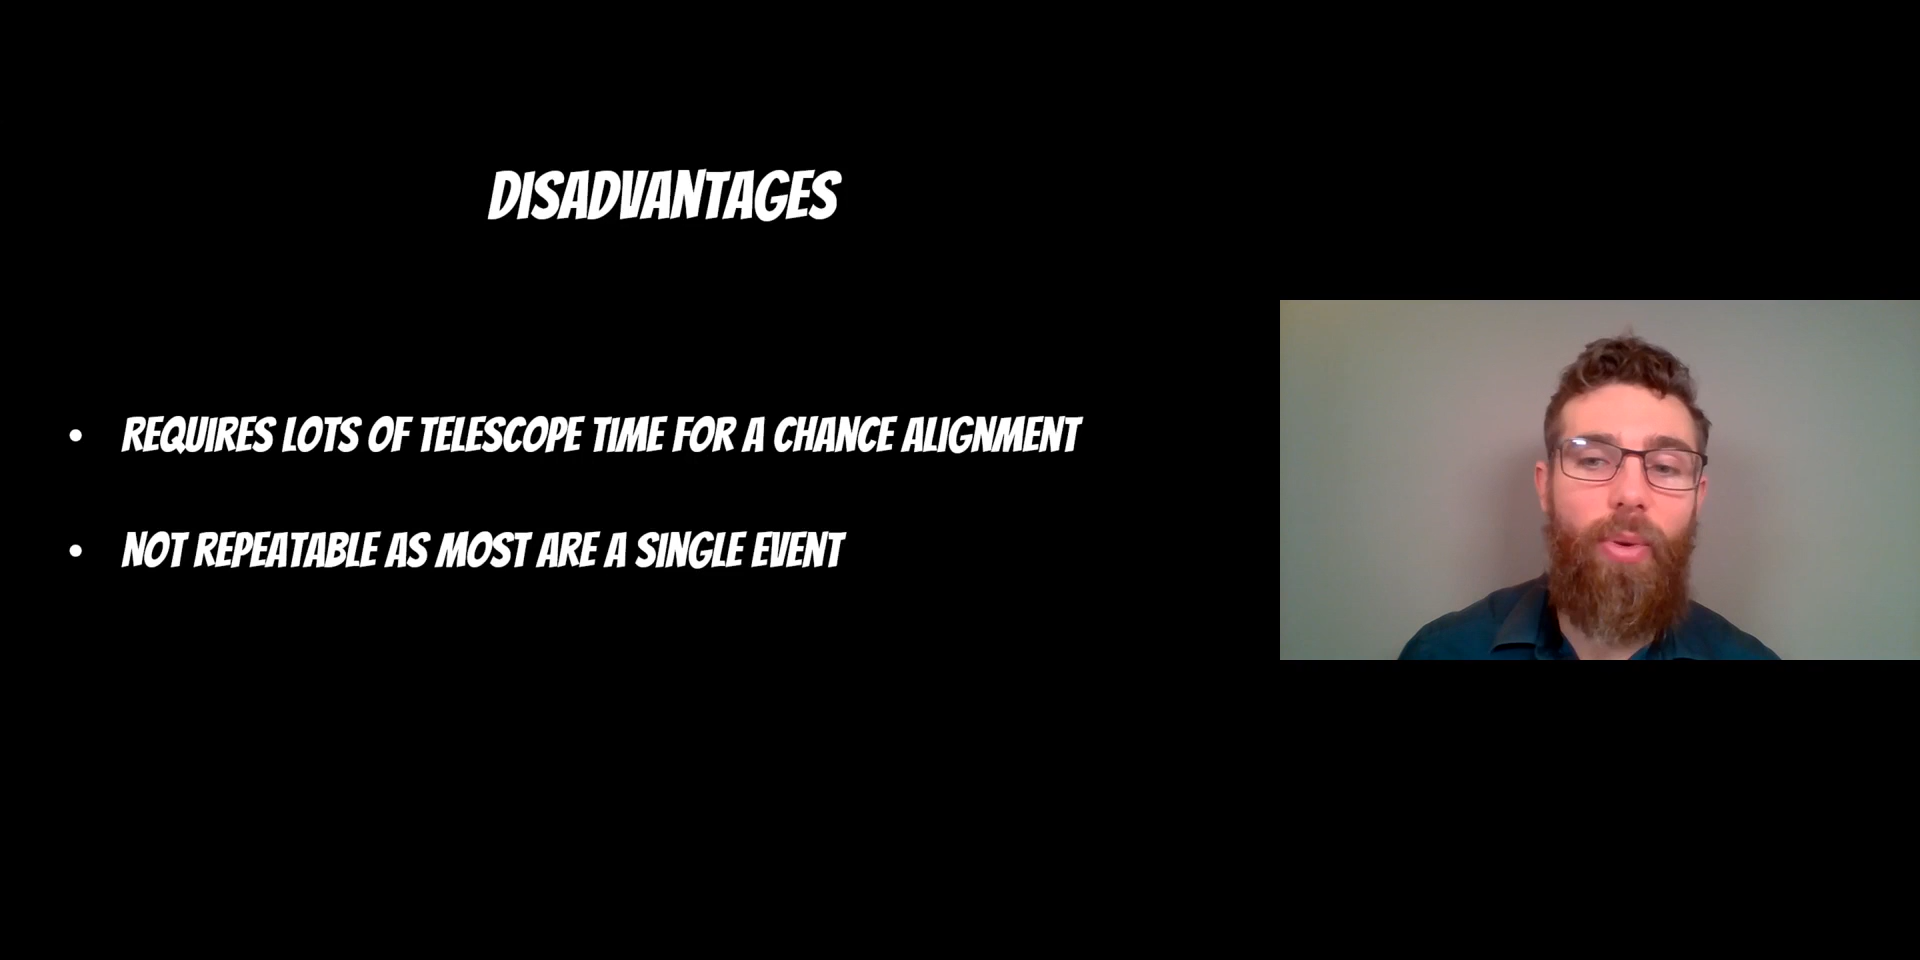 DISADVANTAGES
• REQUIRES LOTS OF TELESCOPE TIME FOR A CHANCE ALIGNMENT
• NOT REPEATABLE AS MOST ARE A SINGLE EVENT